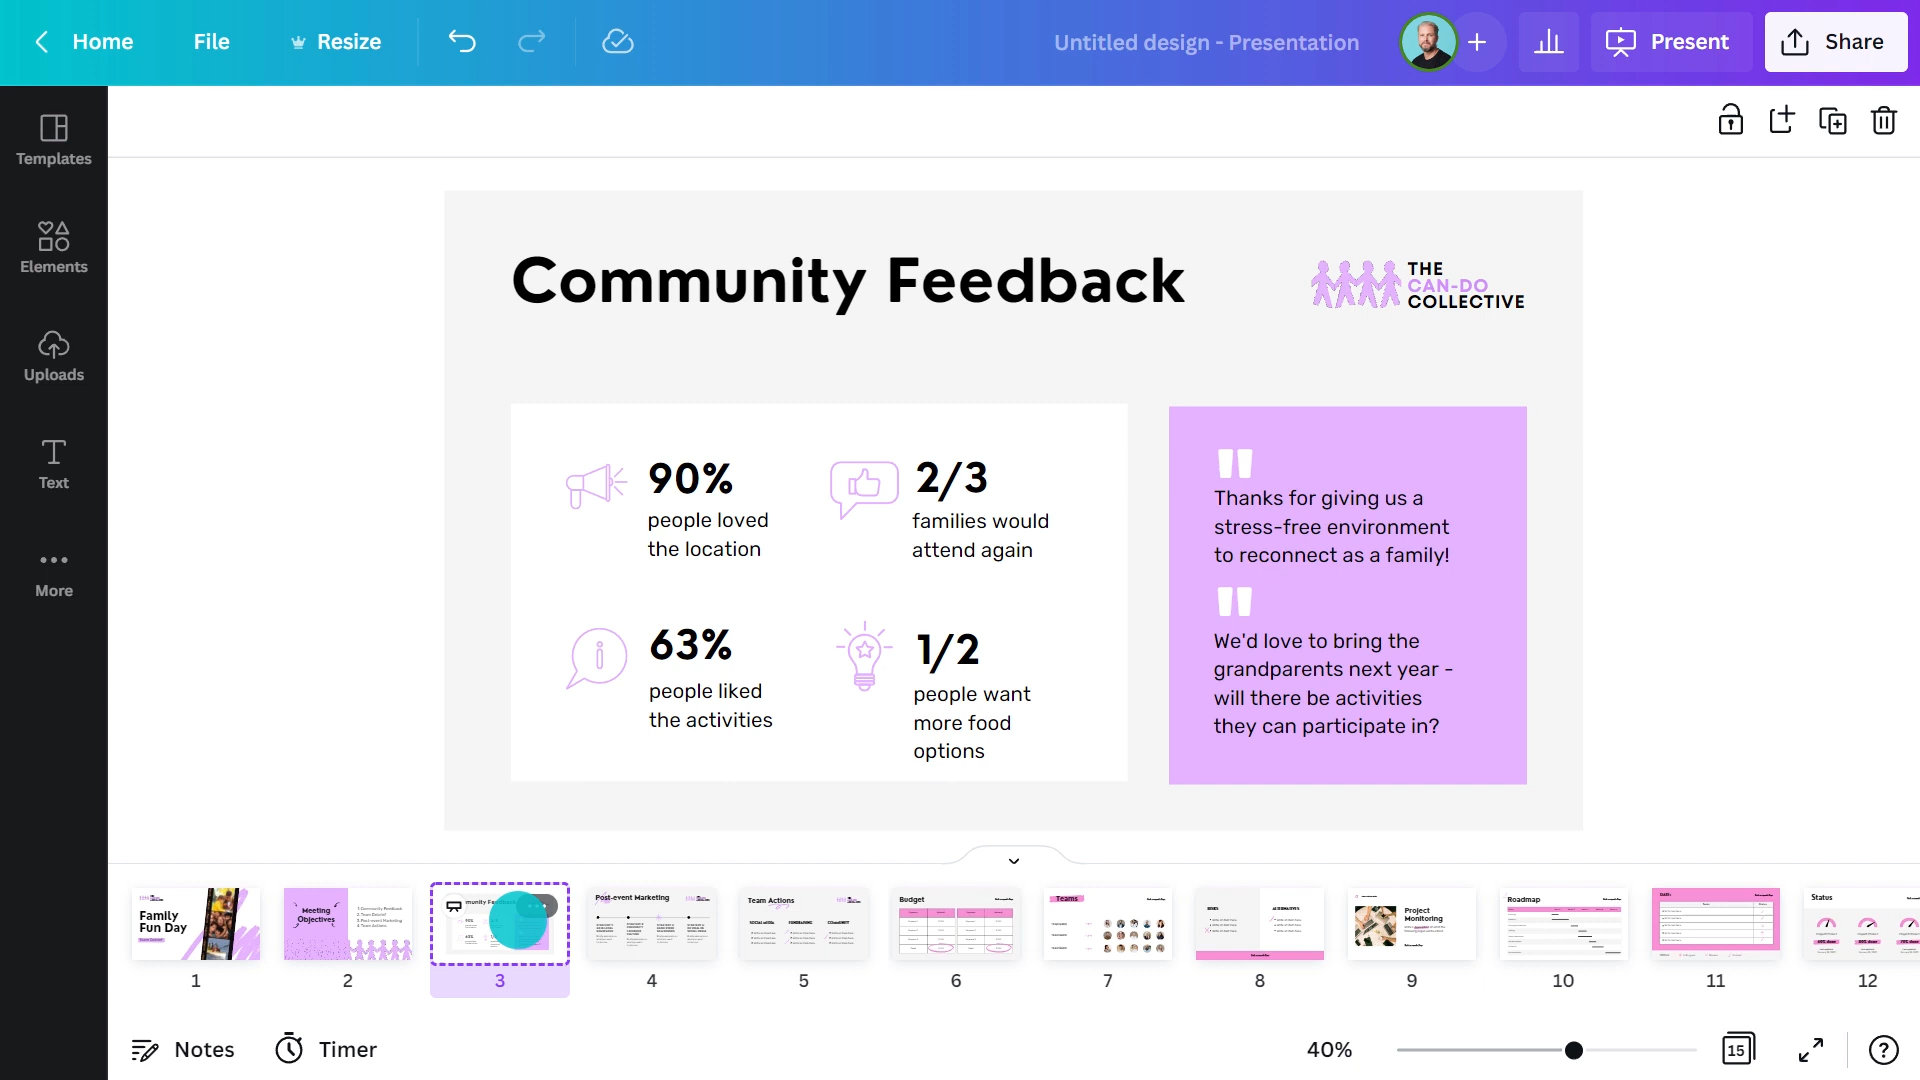 Home
File
Resize
Untitled design - Presentation
Present
Share
Templates
Elements
Uploads
Text
More
Community Feedback
THE
CAN-DO
COLLECTIVE
90%
people loved
the location
2/3
families would
attend again
63%
people liked
the activities
1/2
people want
more food
options
Thanks for giving us a
stress-free environment
to reconnect as a family!
We'd love to bring the
grandparents next year -
will there be activities
they can participate in?
Family
Fun Day
Meeting
Objectives
Post-event Marketing
Team Actions
Budget
Teams
Project
Monitoring
Roadmap
Status
1
2
3
4
5
6
7
8
9
10
11
12
Notes
Timer
40%
15
?